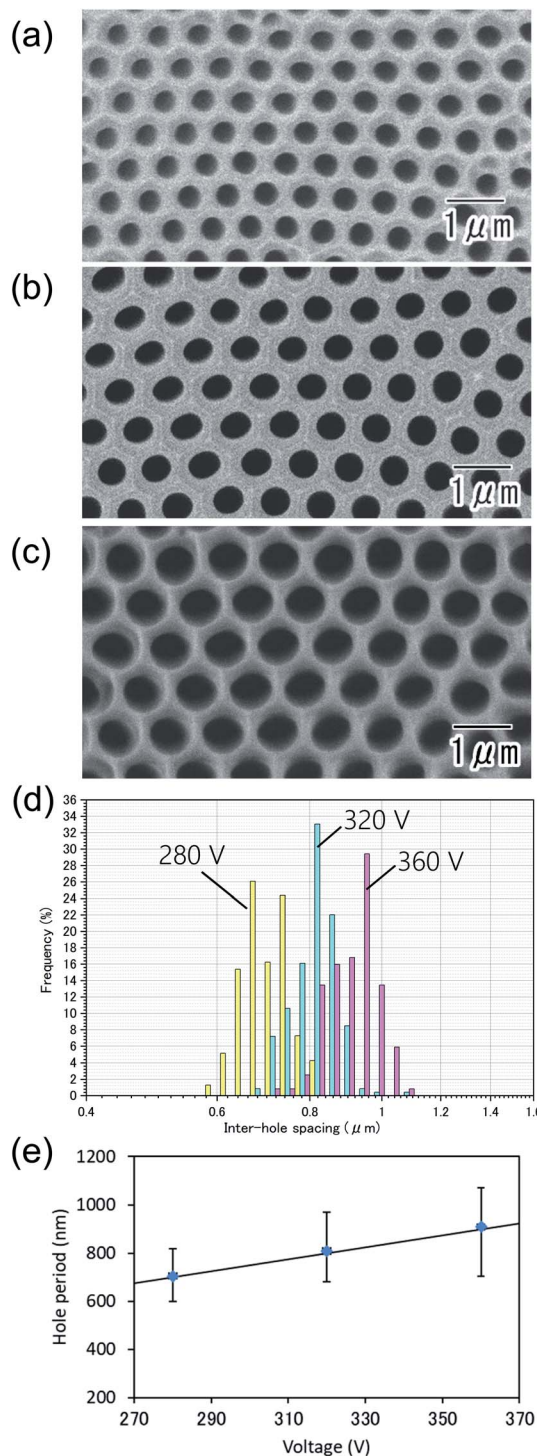 (a)
1 μm
(b)
1 μm
(c)
1 μm
(d)
36
34
32
30
28
26
24
22
20
18
16
14
12
10
8
6
4
2
0
Frequency (%)
280 V
320 V
360 V
0.4 0.6 0.8 1 1.2 1.4 1.6
Inter-hole spacing ( μ m)
(e)
1200
1000
800
600
400
200
Hole period (nm)
270 290 310 330 350 370
Voltage (V)